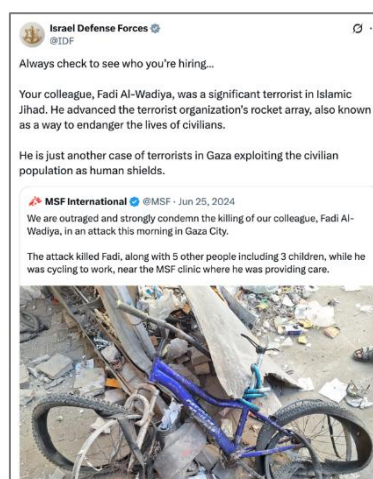 Israel Defense Forces
@IDF
Always check to see who you're hiring...
Your colleague, Fadi Al-Wadiya, was a significant terrorist in Islamic
Jihad. He advanced the terrorist organization's rocket array, also known
as a way to endanger the lives of civilians.
He is just another case of terrorists in Gaza exploiting the civilian
population as human shields.
MSF International @MSF · Jun 25, 2024
We are outraged and strongly condemn the killing of our colleague, Fadi Al-
Wadiya, in an attack this morning in Gaza City.
The attack killed Fadi, along with 5 other people including 3 children, while he
was cycling to work, near the MSF clinic where he was providing care.